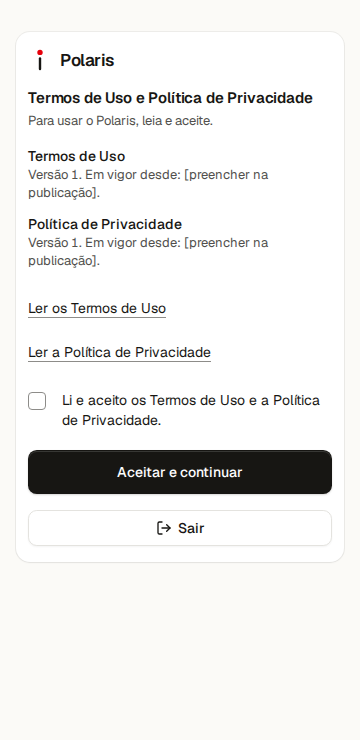 Polaris
Termos de Uso e Política de Privacidade
Para usar o Polaris, leia e aceite.
Termos de Uso
Versão 1. Em vigor desde: [preencher na
publicação].
Política de Privacidade
Versão 1. Em vigor desde: [preencher na
publicação].
Ler os Termos de Uso
Ler a Política de Privacidade
Li e aceito os Termos de Uso e a Política
de Privacidade.
Aceitar e continuar
Sair